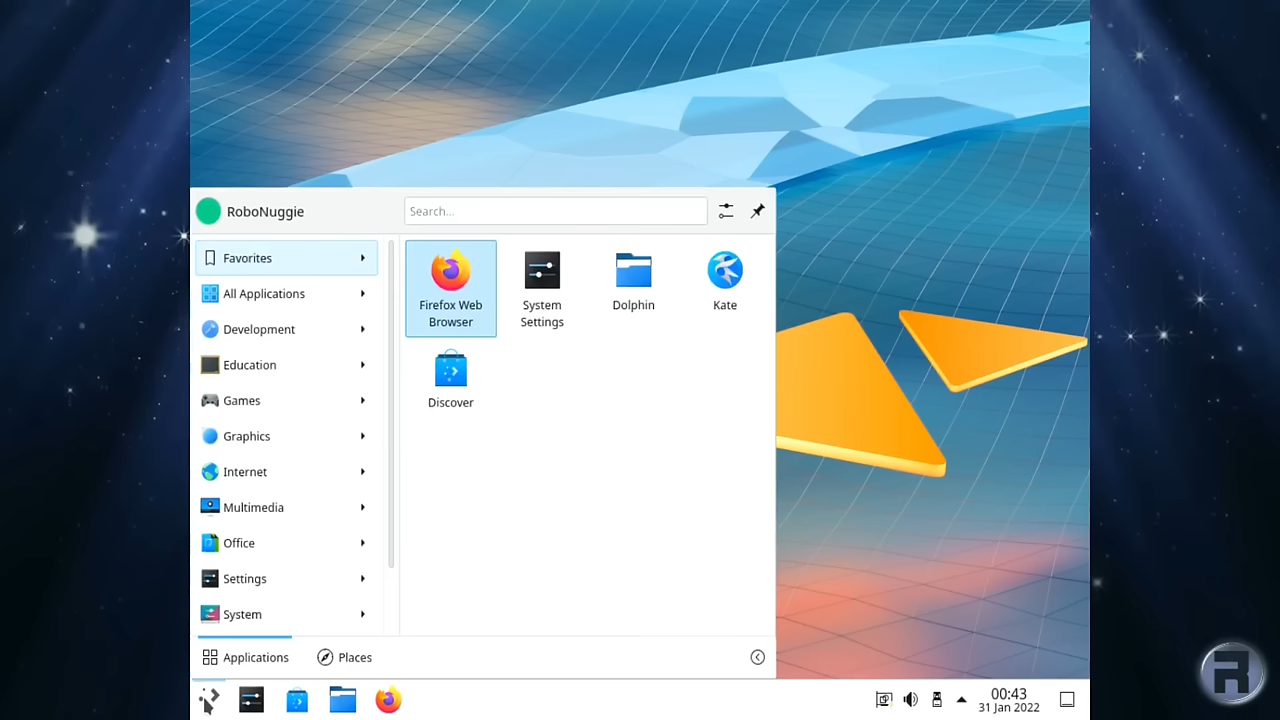 RoboNuggie
Search...
Favorites
All Applications
Development
Education
Games
Graphics
Internet
Multimedia
Office
Settings
System
Firefox Web
Browser
System
Settings
Dolphin
Kate
Discover
Applications
Places
00:43
31 Jan 2022
R